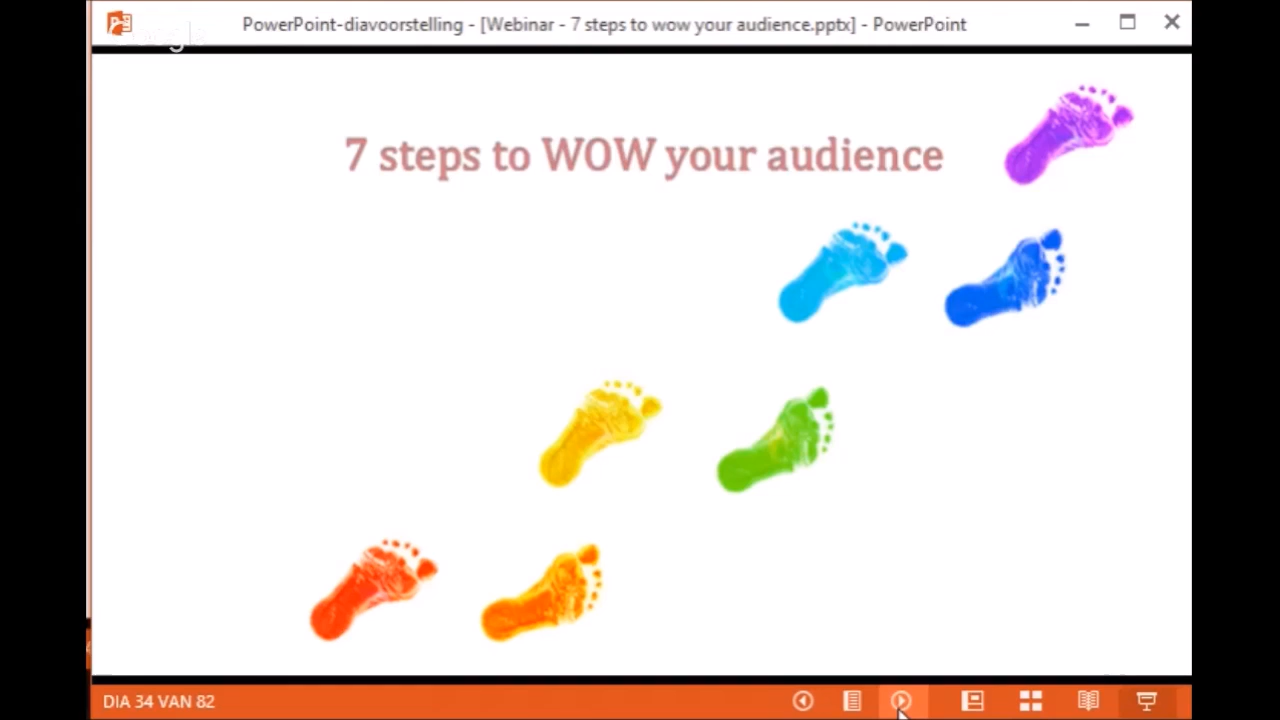 PowerPoint-diavoorstelling - [Webinar - 7 steps to wow your audience.pptx] - PowerPoint
7 steps to WOW your audience
DIA 34 VAN 82